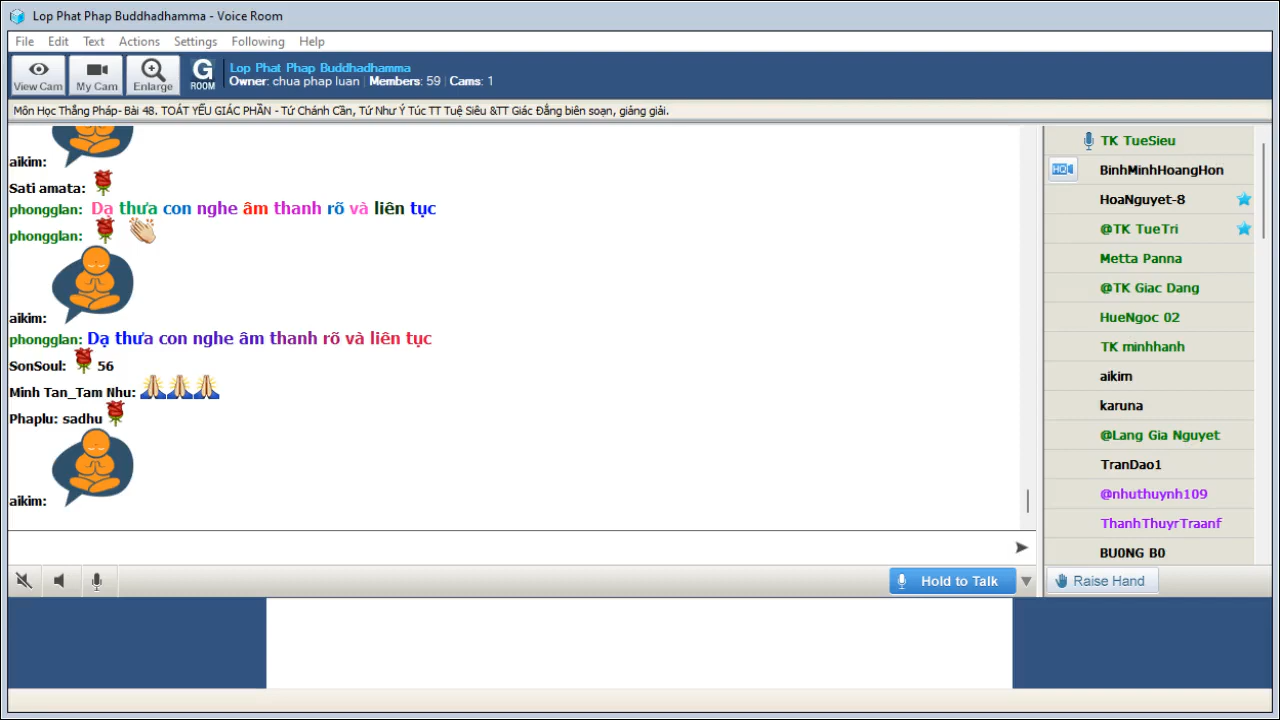 Lop Phat Phap Buddhadhamma - Voice Room
File Edit Text Actions Settings Following Help
View Cam My Cam Enlarge G ROOM
Lop Phat Phap Buddhadhamma
Owner: chua phap luan Members: 59 Cams: 1
Môn Học Thắng Pháp- Bài 48. TOÁT YẾU GIÁC PHẦN - Tứ Chánh Cần, Tứ Như Ý Túc TT Tuệ Siêu &TT Giác Đẳng biên soạn, giảng giải.
aikim:
Sati amata:
phongglan: Dạ thưa con nghe âm thanh rõ và liên tục
phongglan:
aikim:
phongglan: Dạ thưa con nghe âm thanh rõ và liên tục
SonSoul: 56
Minh Tan_Tam Nhu:
Phaplu: sadhu
aikim:
Hold to Talk
TK TueSieu
HQ BinhMinhHoangHon
HoaNguyet-8
@TK TueTri
Metta Panna
@TK Giac Dang
HueNgoc 02
TK minhhanh
aikim
karuna
@Lang Gia Nguyet
TranDao1
@nhuthuynh109
ThanhThuyrTraanf
BU0NG B0
Raise Hand